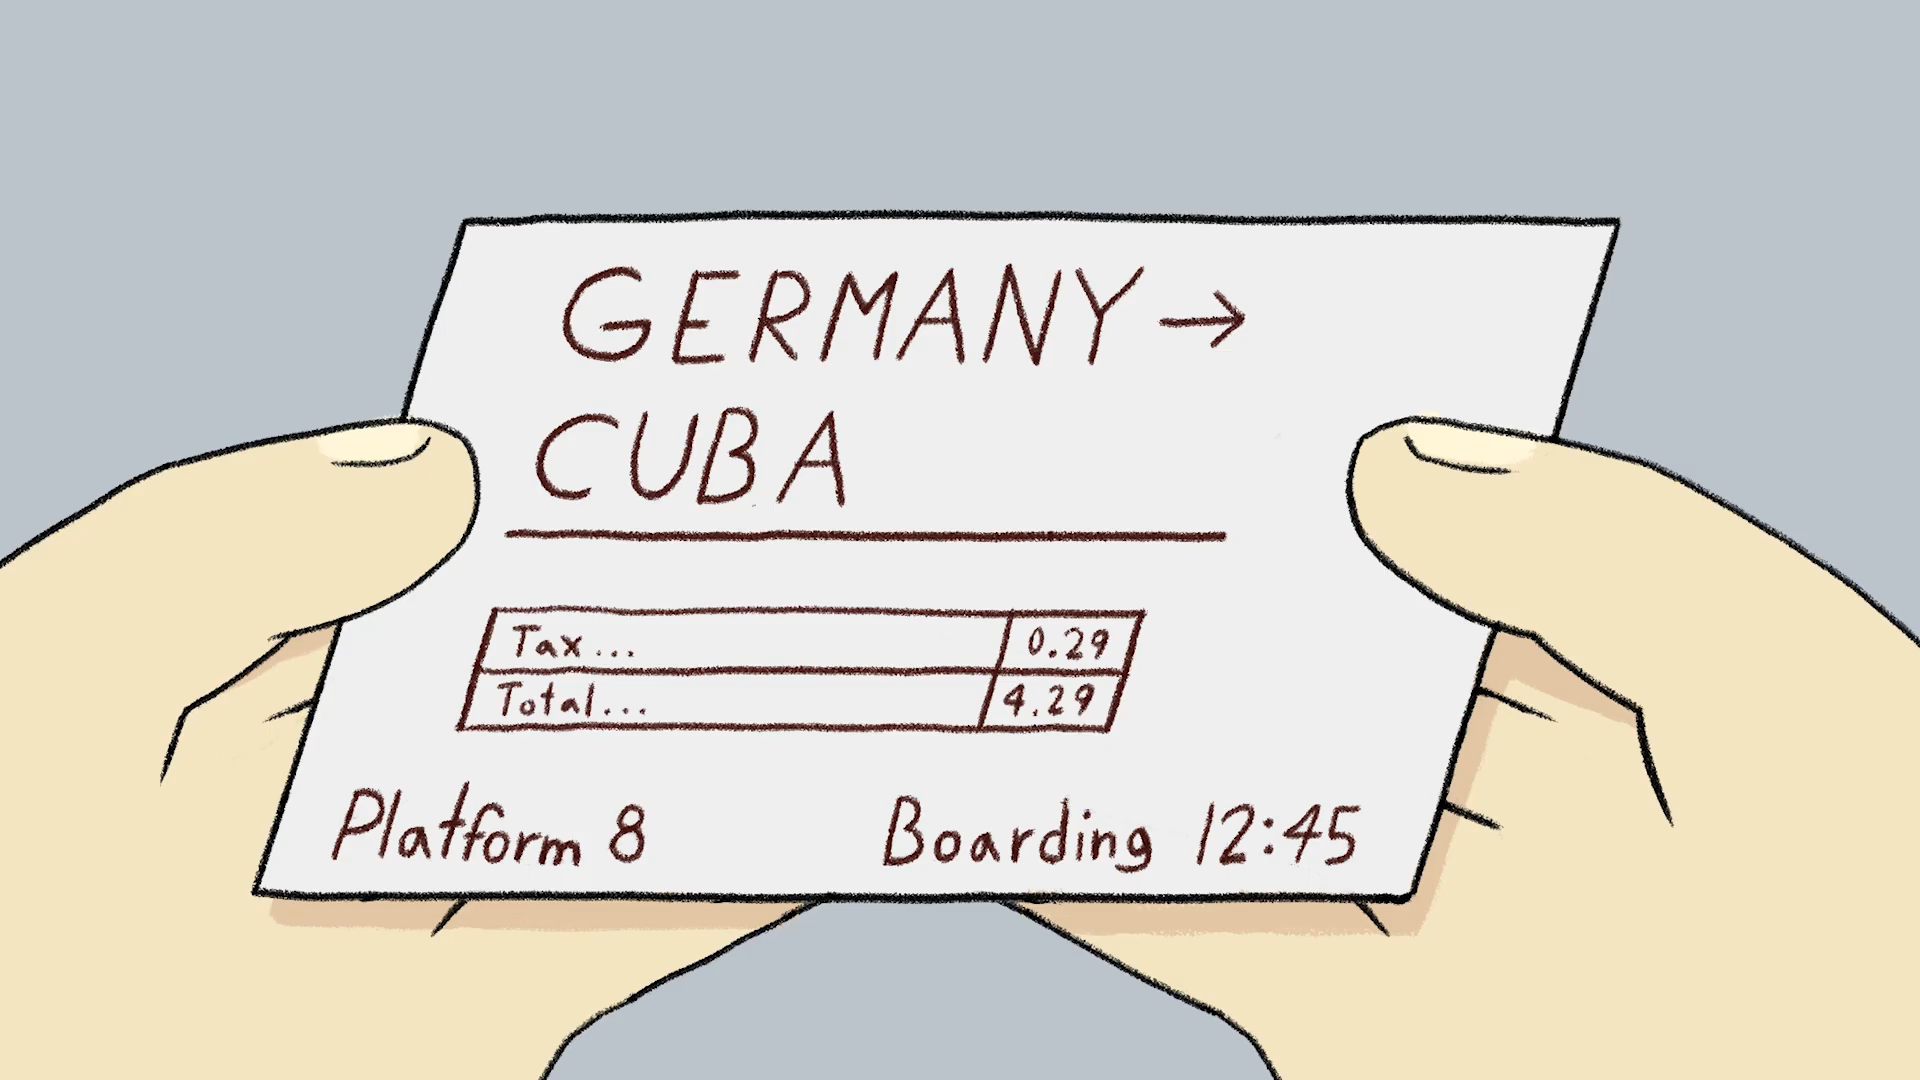 GERMANY→
CUBA
Tax... 0.29
Total... 4.29
Platform 8 Boarding 12:45